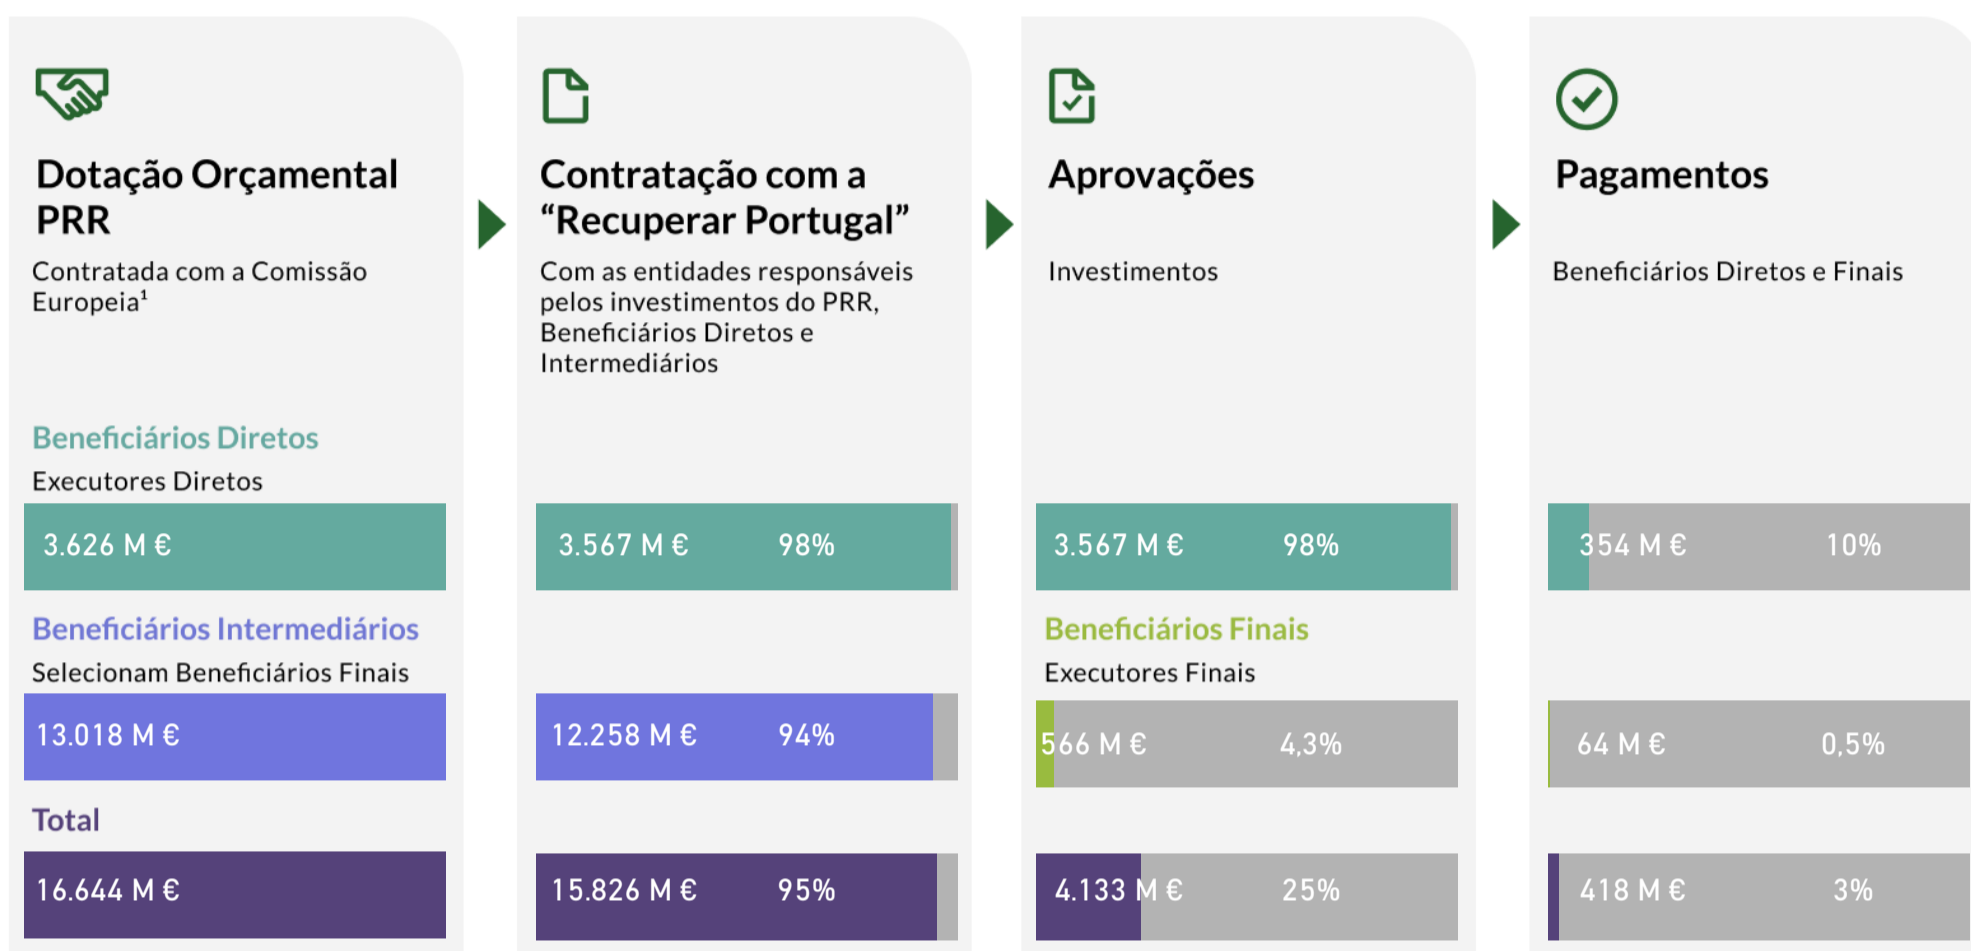 Dotação Orçamental
PRR
Contratada com a Comissão
Europeia¹
Contratação com a
“Recuperar Portugal”
Com as entidades responsáveis
pelos investimentos do PRR,
Beneficiários Diretos e
Intermediários
Aprovações
Investimentos
Pagamentos
Beneficiários Diretos e Finais
Beneficiários Diretos
Executores Diretos
3.626 M €
3.567 M € 98%
3.567 M € 98%
354 M € 10%
Beneficiários Intermediários
Selecionam Beneficiários Finais
13.018 M €
12.258 M € 94%
Beneficiários Finais
Executores Finais
566 M € 4,3%
64 M € 0,5%
Total
16.644 M €
15.826 M € 95%
4.133 M € 25%
418 M € 3%